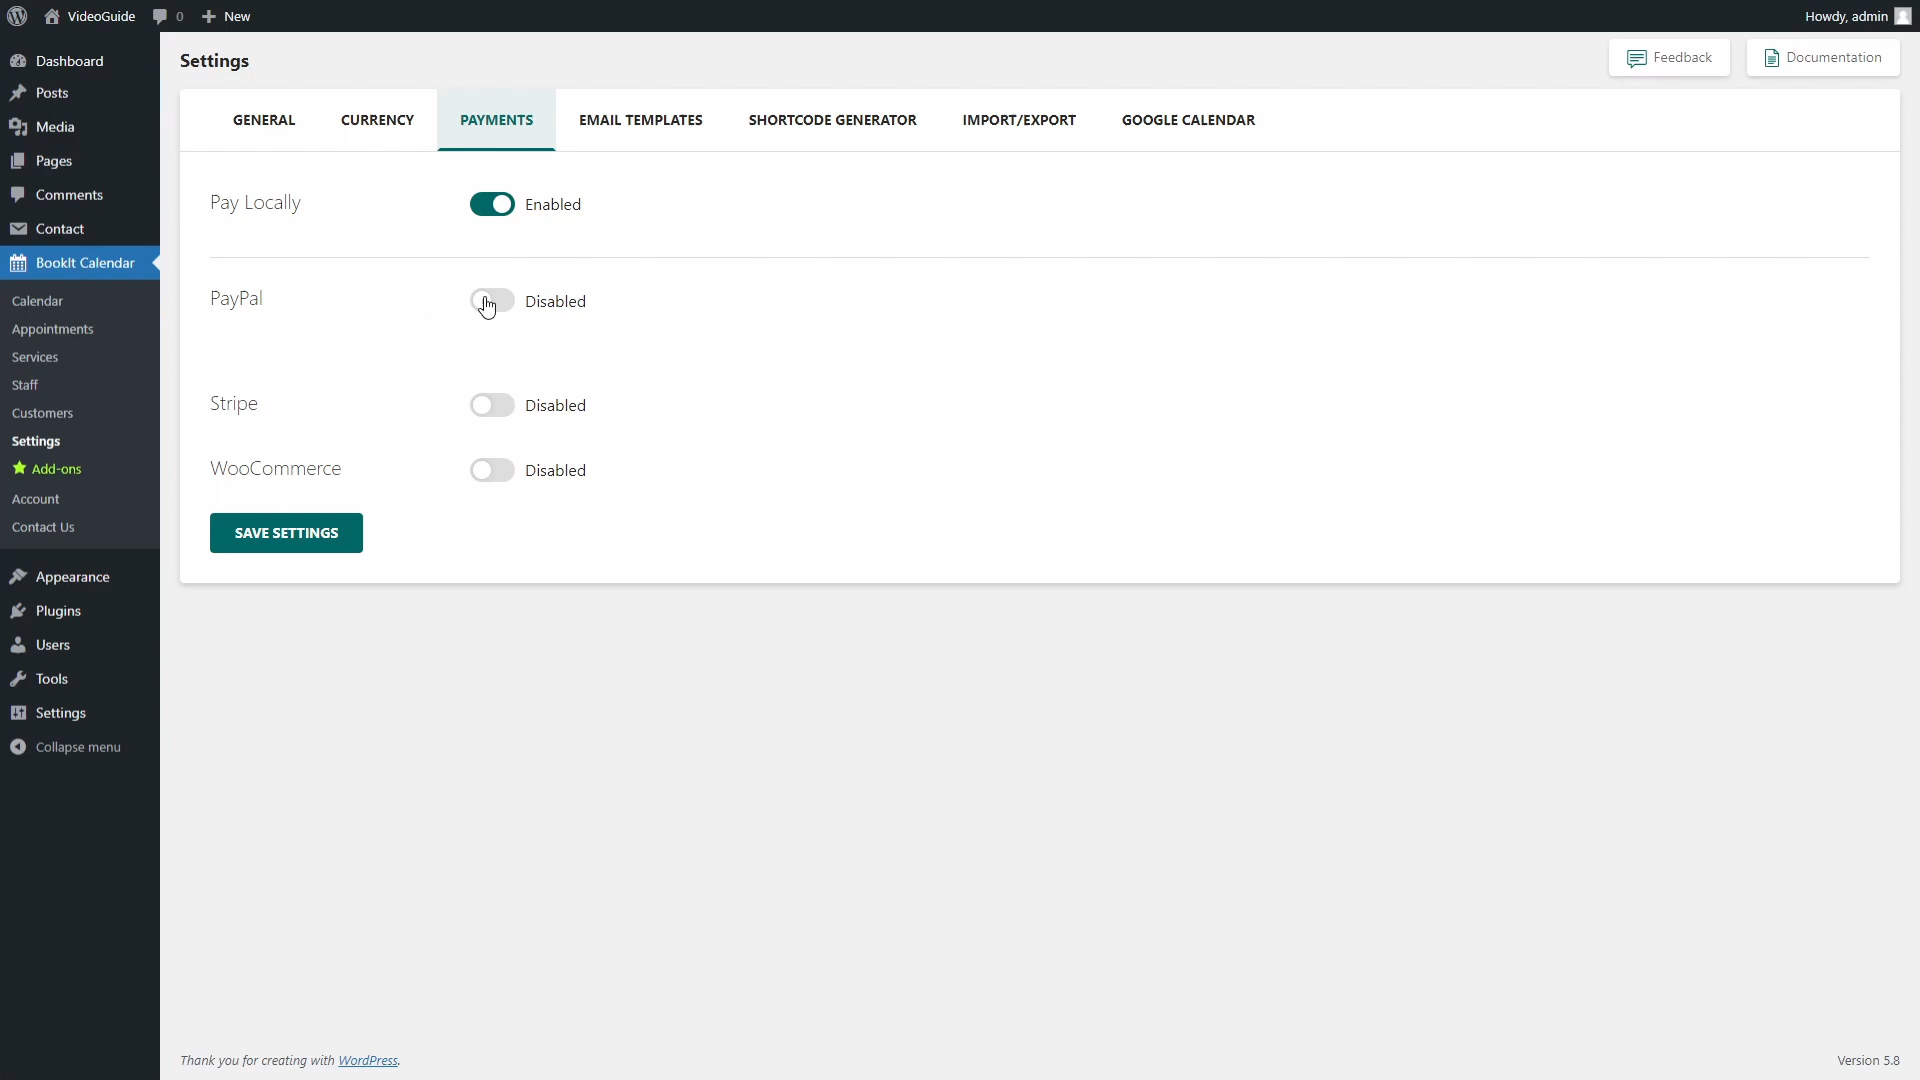 VideoGuide 0 New Howdy, admin
Dashboard
Posts
Media
Pages
Comments
Contact
BookIt Calendar
Calendar
Appointments
Services
Staff
Customers
Settings
Add-ons
Account
Contact Us
Appearance
Plugins
Users
Tools
Settings
Collapse menu
Settings
Feedback Documentation
GENERAL CURRENCY PAYMENTS EMAIL TEMPLATES SHORTCODE GENERATOR IMPORT/EXPORT GOOGLE CALENDAR
Pay Locally Enabled
PayPal Disabled
Stripe Disabled
WooCommerce Disabled
SAVE SETTINGS
Thank you for creating with WordPress. Version 5.8